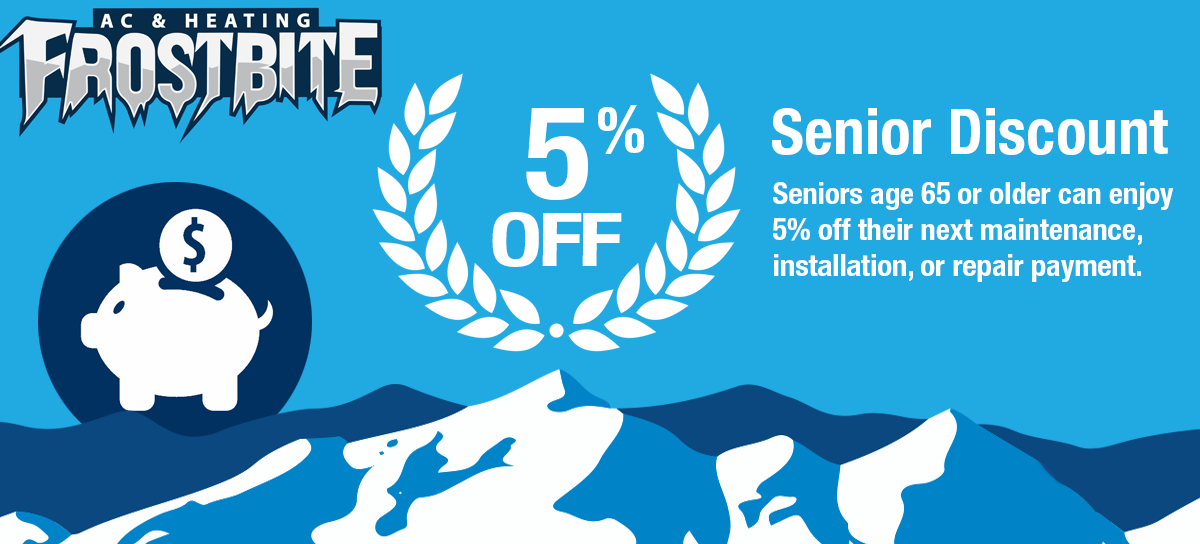 AC & HEATING
FROSTBITE
5%
OFF
$
Senior Discount
Seniors age 65 or older can enjoy
5% off their next maintenance,
installation, or repair payment.